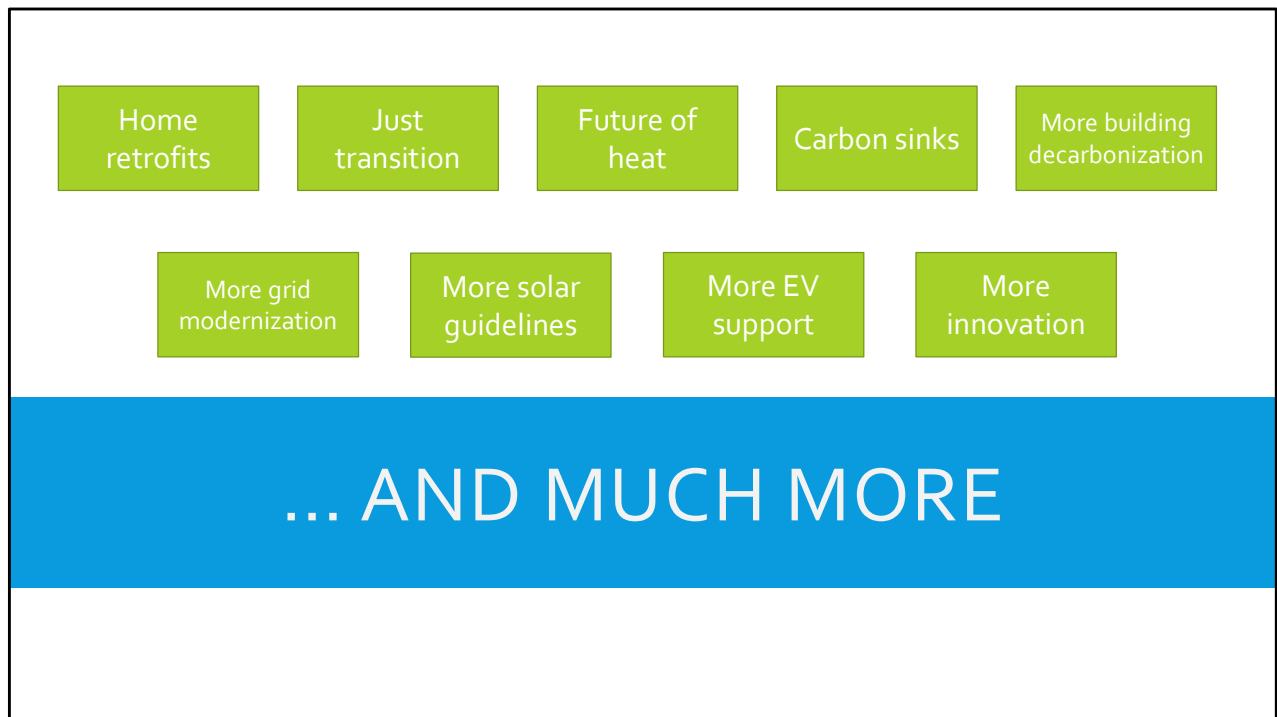 Home
retrofits
Just
transition
Future of
heat
Carbon sinks
More building
decarbonization
More grid
modernization
More solar
guidelines
More EV
support
More
innovation
... AND MUCH MORE